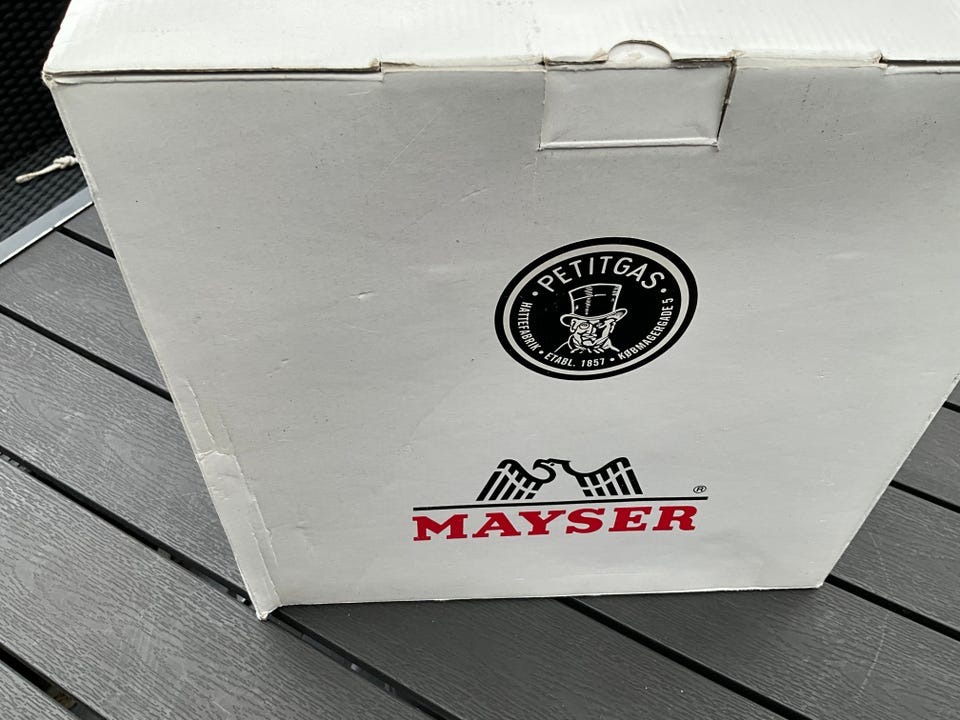 PETITGAS
HATTEFABRIK • ETABL. 1857 • KØBMAGERGADE 5
MAYSER ®